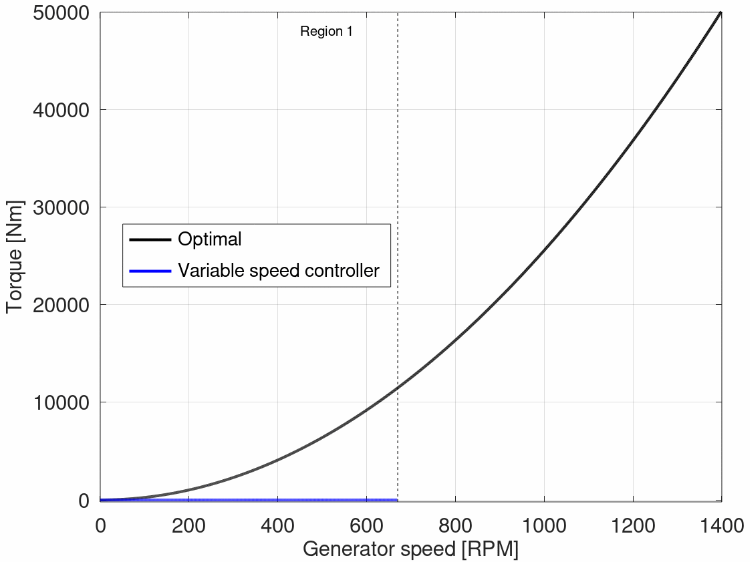 Region 1
50000
40000
30000
20000
10000
0
Torque [Nm]
Optimal
Variable speed controller
0 200 400 600 800 1000 1200 1400
Generator speed [RPM]